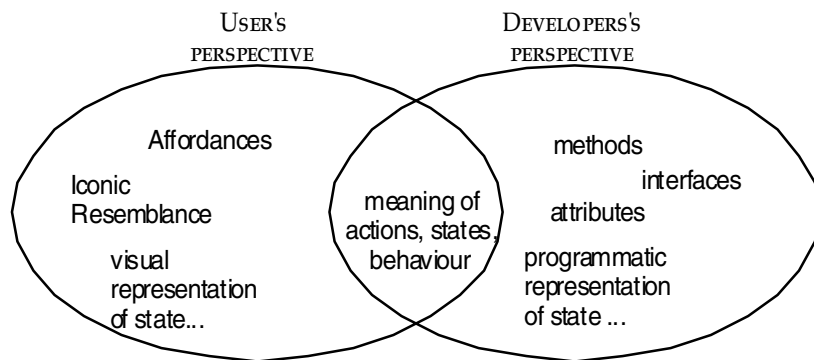 USER'S
PERSPECTIVE
DEVELOPERS'S
PERSPECTIVE
Affordances
Iconic
Resemblance
visual
representation
of state...
meaning of
actions, states,
behaviour
methods
interfaces
attributes
programmatic
representation
of state ...